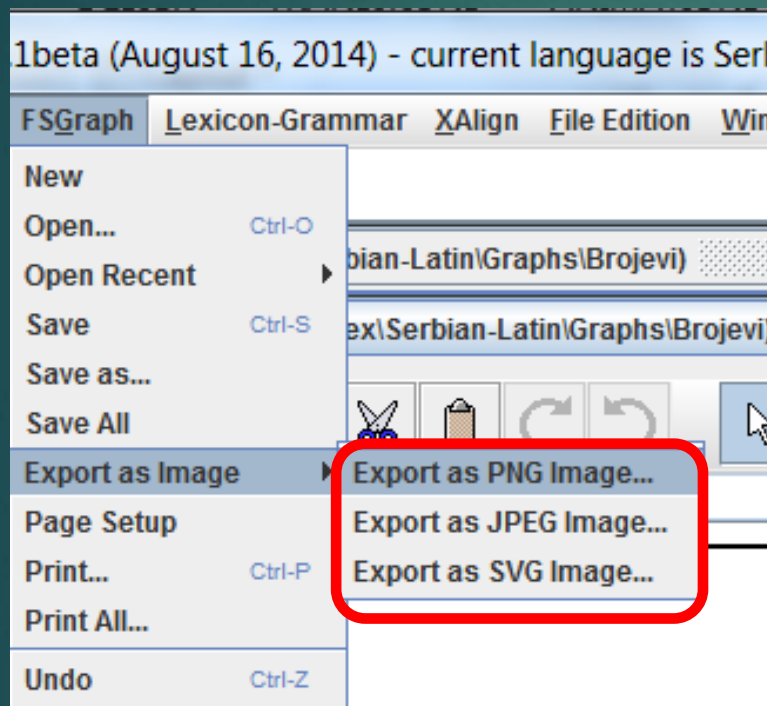 .1beta (August 16, 2014) - current language is Ser
FSGraph Lexicon-Grammar XAlign File Edition Win
New
Open... Ctrl-O
Open Recent
bian-Latin\Graphs\Brojevi)
Save Ctrl-S
ex\Serbian-Latin\Graphs\Brojevi)
Save as...
Save All
Export as Image
Export as PNG Image...
Page Setup
Export as JPEG Image...
Print... Ctrl-P
Export as SVG Image...
Print All...
Undo Ctrl-Z